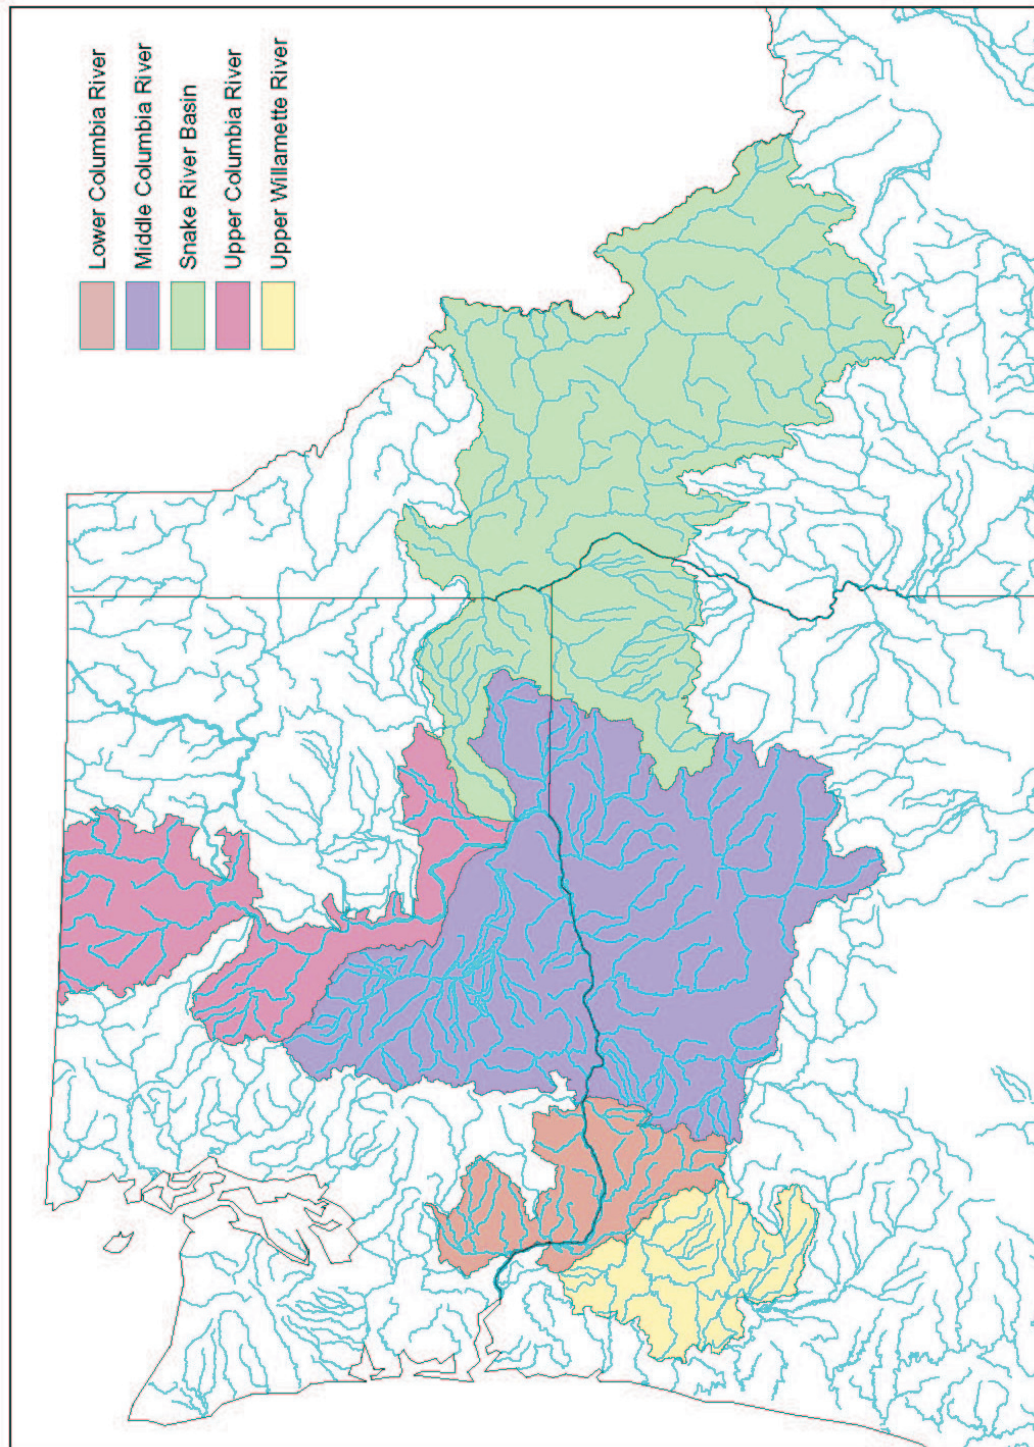 Lower Columbia River
Middle Columbia River
Snake River Basin
Upper Columbia River
Upper Willamette River